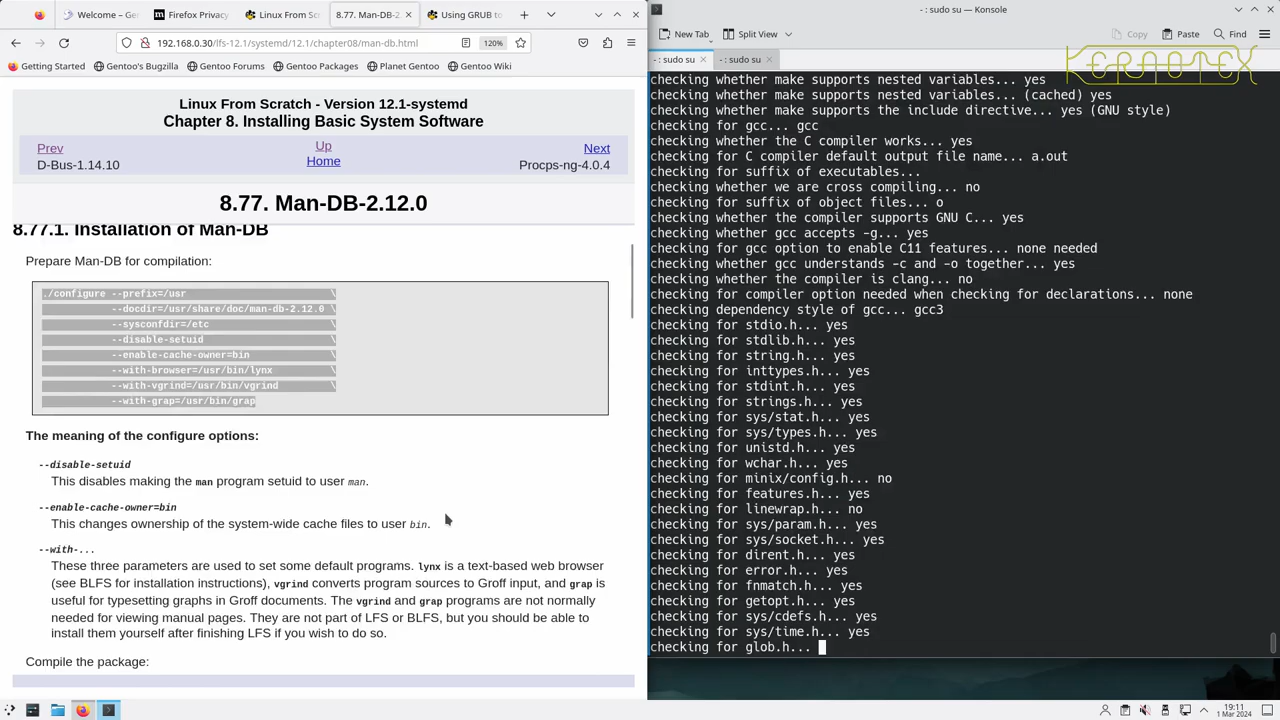 Welcome – Ge
Firefox Privacy
Linux From Scr
8.77. Man-DB-2.
Using GRUB to
192.168.0.30/lfs-12.1/systemd/12.1/chapter08/man-db.html
120%
Getting Started
Gentoo's Bugzilla
Gentoo Forums
Gentoo Packages
Planet Gentoo
Gentoo Wiki
Linux From Scratch - Version 12.1-systemd
Chapter 8. Installing Basic System Software
Prev
Up
Next
D-Bus-1.14.10
Home
Procps-ng-4.0.4
8.77. Man-DB-2.12.0
8.77.1. Installation of Man-DB
Prepare Man-DB for compilation:
./configure --prefix=/usr \
--docdir=/usr/share/doc/man-db-2.12.0 \
--sysconfdir=/etc \
--disable-setuid \
--enable-cache-owner=bin \
--with-browser=/usr/bin/lynx \
--with-vgrind=/usr/bin/vgrind \
--with-grap=/usr/bin/grap
The meaning of the configure options:
--disable-setuid
This disables making the man program setuid to user man.
--enable-cache-owner=bin
This changes ownership of the system-wide cache files to user bin.
--with-...
These three parameters are used to set some default programs. lynx is a text-based web browser
(see BLFS for installation instructions), vgrind converts program sources to Groff input, and grap is
useful for typesetting graphs in Groff documents. The vgrind and grap programs are not normally
needed for viewing manual pages. They are not part of LFS or BLFS, but you should be able to
install them yourself after finishing LFS if you wish to do so.
Compile the package:
- : sudo su — Konsole
New Tab
Split View
Copy
Paste
Find
- : sudo su
- : sudo su
KERNOTEX
checking whether make supports nested variables... yes
checking whether make supports nested variables... (cached) yes
checking whether make supports the include directive... yes (GNU style)
checking for gcc... gcc
checking whether the C compiler works... yes
checking for C compiler default output file name... a.out
checking for suffix of executables...
checking whether we are cross compiling... no
checking for suffix of object files... o
checking whether the compiler supports GNU C... yes
checking whether gcc accepts -g... yes
checking for gcc option to enable C11 features... none needed
checking whether gcc understands -c and -o together... yes
checking whether the compiler is clang... no
checking for compiler option needed when checking for declarations... none
checking dependency style of gcc... gcc3
checking for stdio.h... yes
checking for stdlib.h... yes
checking for string.h... yes
checking for inttypes.h... yes
checking for stdint.h... yes
checking for strings.h... yes
checking for sys/stat.h... yes
checking for sys/types.h... yes
checking for unistd.h... yes
checking for wchar.h... yes
checking for minix/config.h... no
checking for features.h... yes
checking for linewrap.h... no
checking for sys/param.h... yes
checking for sys/socket.h... yes
checking for dirent.h... yes
checking for error.h... yes
checking for fnmatch.h... yes
checking for getopt.h... yes
checking for sys/cdefs.h... yes
checking for sys/time.h... yes
checking for glob.h...
19:11
1 Mar 2024